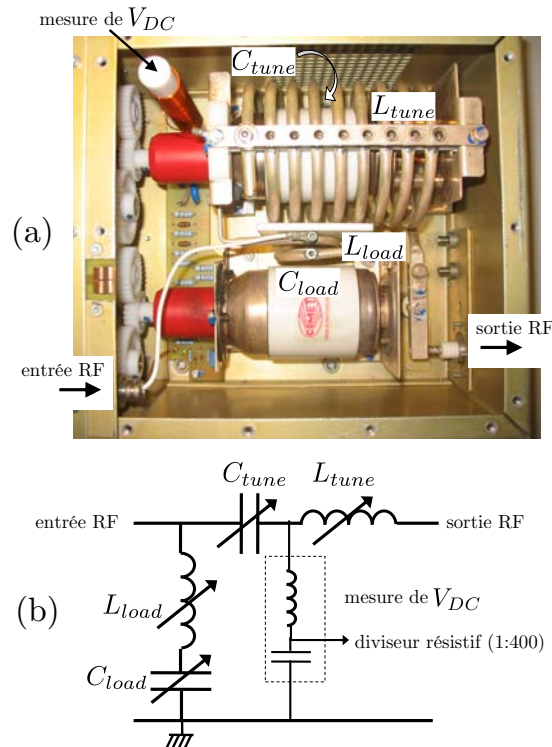 mesure de V_DC
C_tune
L_tune
(a)
L_load
C_load
COMET
entrée RF
sortie RF
C_tune
L_tune
entrée RF
sortie RF
L_load
mesure de V_DC
(b)
diviseur résistif (1:400)
C_load